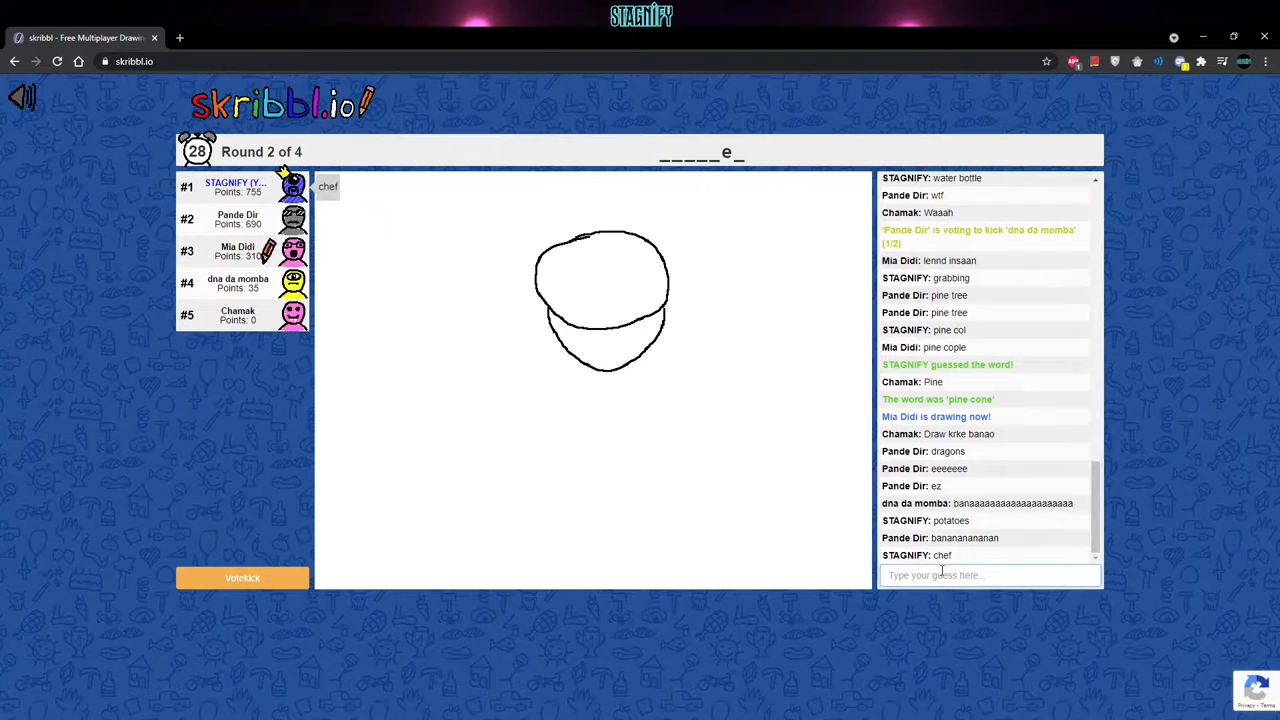 STAGNIFY
skribbl - Free Multiplayer Drawin
skribbl.io
skribbl.io
28
Round 2 of 4
_____e_
#1
STAGNIFY (Y...
Points: 755
#2
Pande Dir
Points: 690
#3
Mia Didi
Points: 310
#4
dna da momba
Points: 35
#5
Chamak
Points: 0
chef
STAGNIFY: water bottle
Pande Dir: wtf
Chamak: Waaah
'Pande Dir' is voting to kick 'dna da momba'
(1/2)
Mia Didi: lennd insaan
STAGNIFY: grabbing
Pande Dir: pine tree
Pande Dir: pine tree
STAGNIFY: pine col
Mia Didi: pine cople
STAGNIFY guessed the word!
Chamak: Pine
The word was 'pine cone'
Mia Didi is drawing now!
Chamak: Draw krke banao
Pande Dir: dragons
Pande Dir: eeeeeee
Pande Dir: ez
dna da momba: banaaaaaaaaaaaaaaaaaaaa
STAGNIFY: potatoes
Pande Dir: banananananan
STAGNIFY: chef
Type your guess here...
Votekick
Privacy - Terms